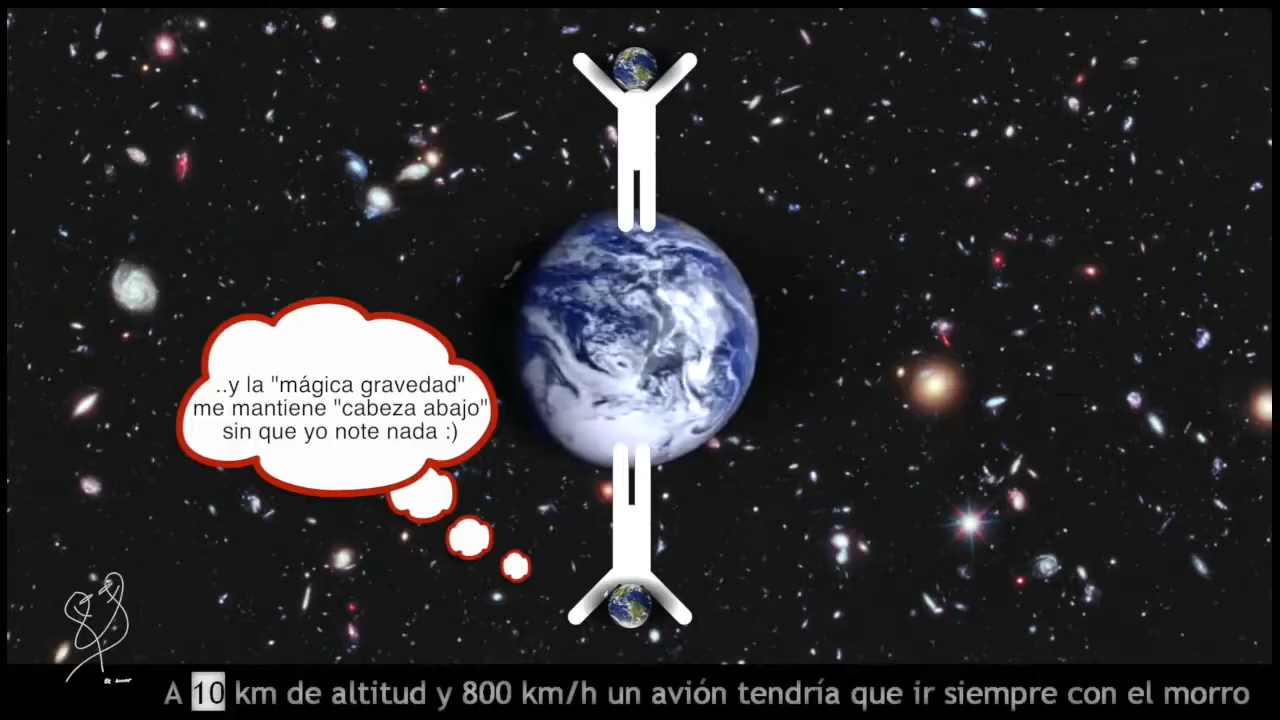 ..y la "mágica gravedad"
me mantiene "cabeza abajo"
sin que yo note nada :)
A 10 km de altitud y 800 km/h un avión tendría que ir siempre con el morro